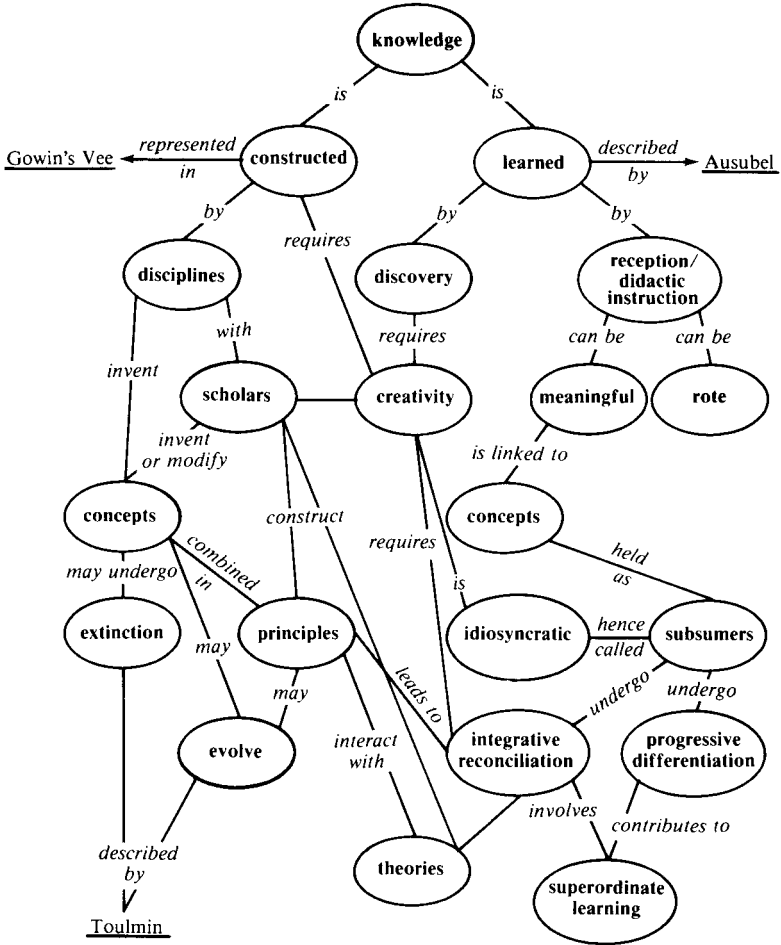 knowledge
is
is
Gowin's Vee
represented
in
constructed
learned
described
by
Ausubel
by
requires
by
by
disciplines
discovery
reception/
didactic
instruction
with
requires
can be
can be
invent
scholars
creativity
meaningful
rote
invent
or modify
is linked to
concepts
construct
requires
concepts
combined
in
held
as
may undergo
is
extinction
principles
idiosyncratic
hence
called
subsumers
may
may
leads to
undergo
undergo
evolve
interact
with
integrative
reconciliation
progressive
differentiation
involves
contributes to
described
by
theories
superordinate
learning
Toulmin